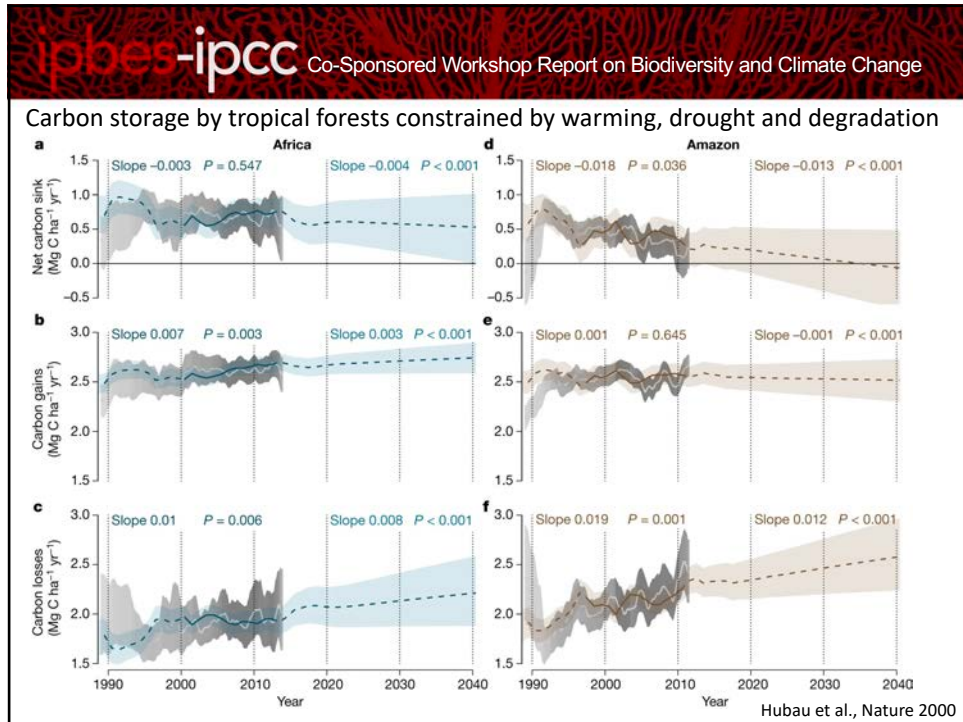 ipbes-ipcc Co-Sponsored Workshop Report on Biodiversity and Climate Change
Carbon storage by tropical forests constrained by warming, drought and degradation
a Africa
Slope –0.003 P = 0.547 –0.004 P < 0.001
Net carbon sink
(Mg C ha⁻¹ yr⁻¹)
1.5
1.0
0.5
0.0
–0.5
d Amazon
Slope –0.018 P = 0.036 –0.013 P < 0.001
1.5
1.0
0.5
0.0
–0.5
b
Slope 0.007 P = 0.003 Slope 0.003 P < 0.001
Carbon gains
(Mg C ha⁻¹ yr⁻¹)
3.0
2.5
2.0
1.5
e
Slope 0.001 P = 0.645 Slope –0.001 P < 0.001
3.0
2.5
2.0
1.5
c
Slope 0.01 P = 0.006 Slope 0.008 P < 0.001
Carbon losses
(Mg C ha⁻¹ yr⁻¹)
3.0
2.5
2.0
1.5
1990 2000 2010 2020 2030 2040
Year
f
Slope 0.019 P = 0.001 Slope 0.012 P < 0.001
3.0
2.5
2.0
1.5
1990 2000 2010 2020 2030 2040
Year
Hubau et al., Nature 2000